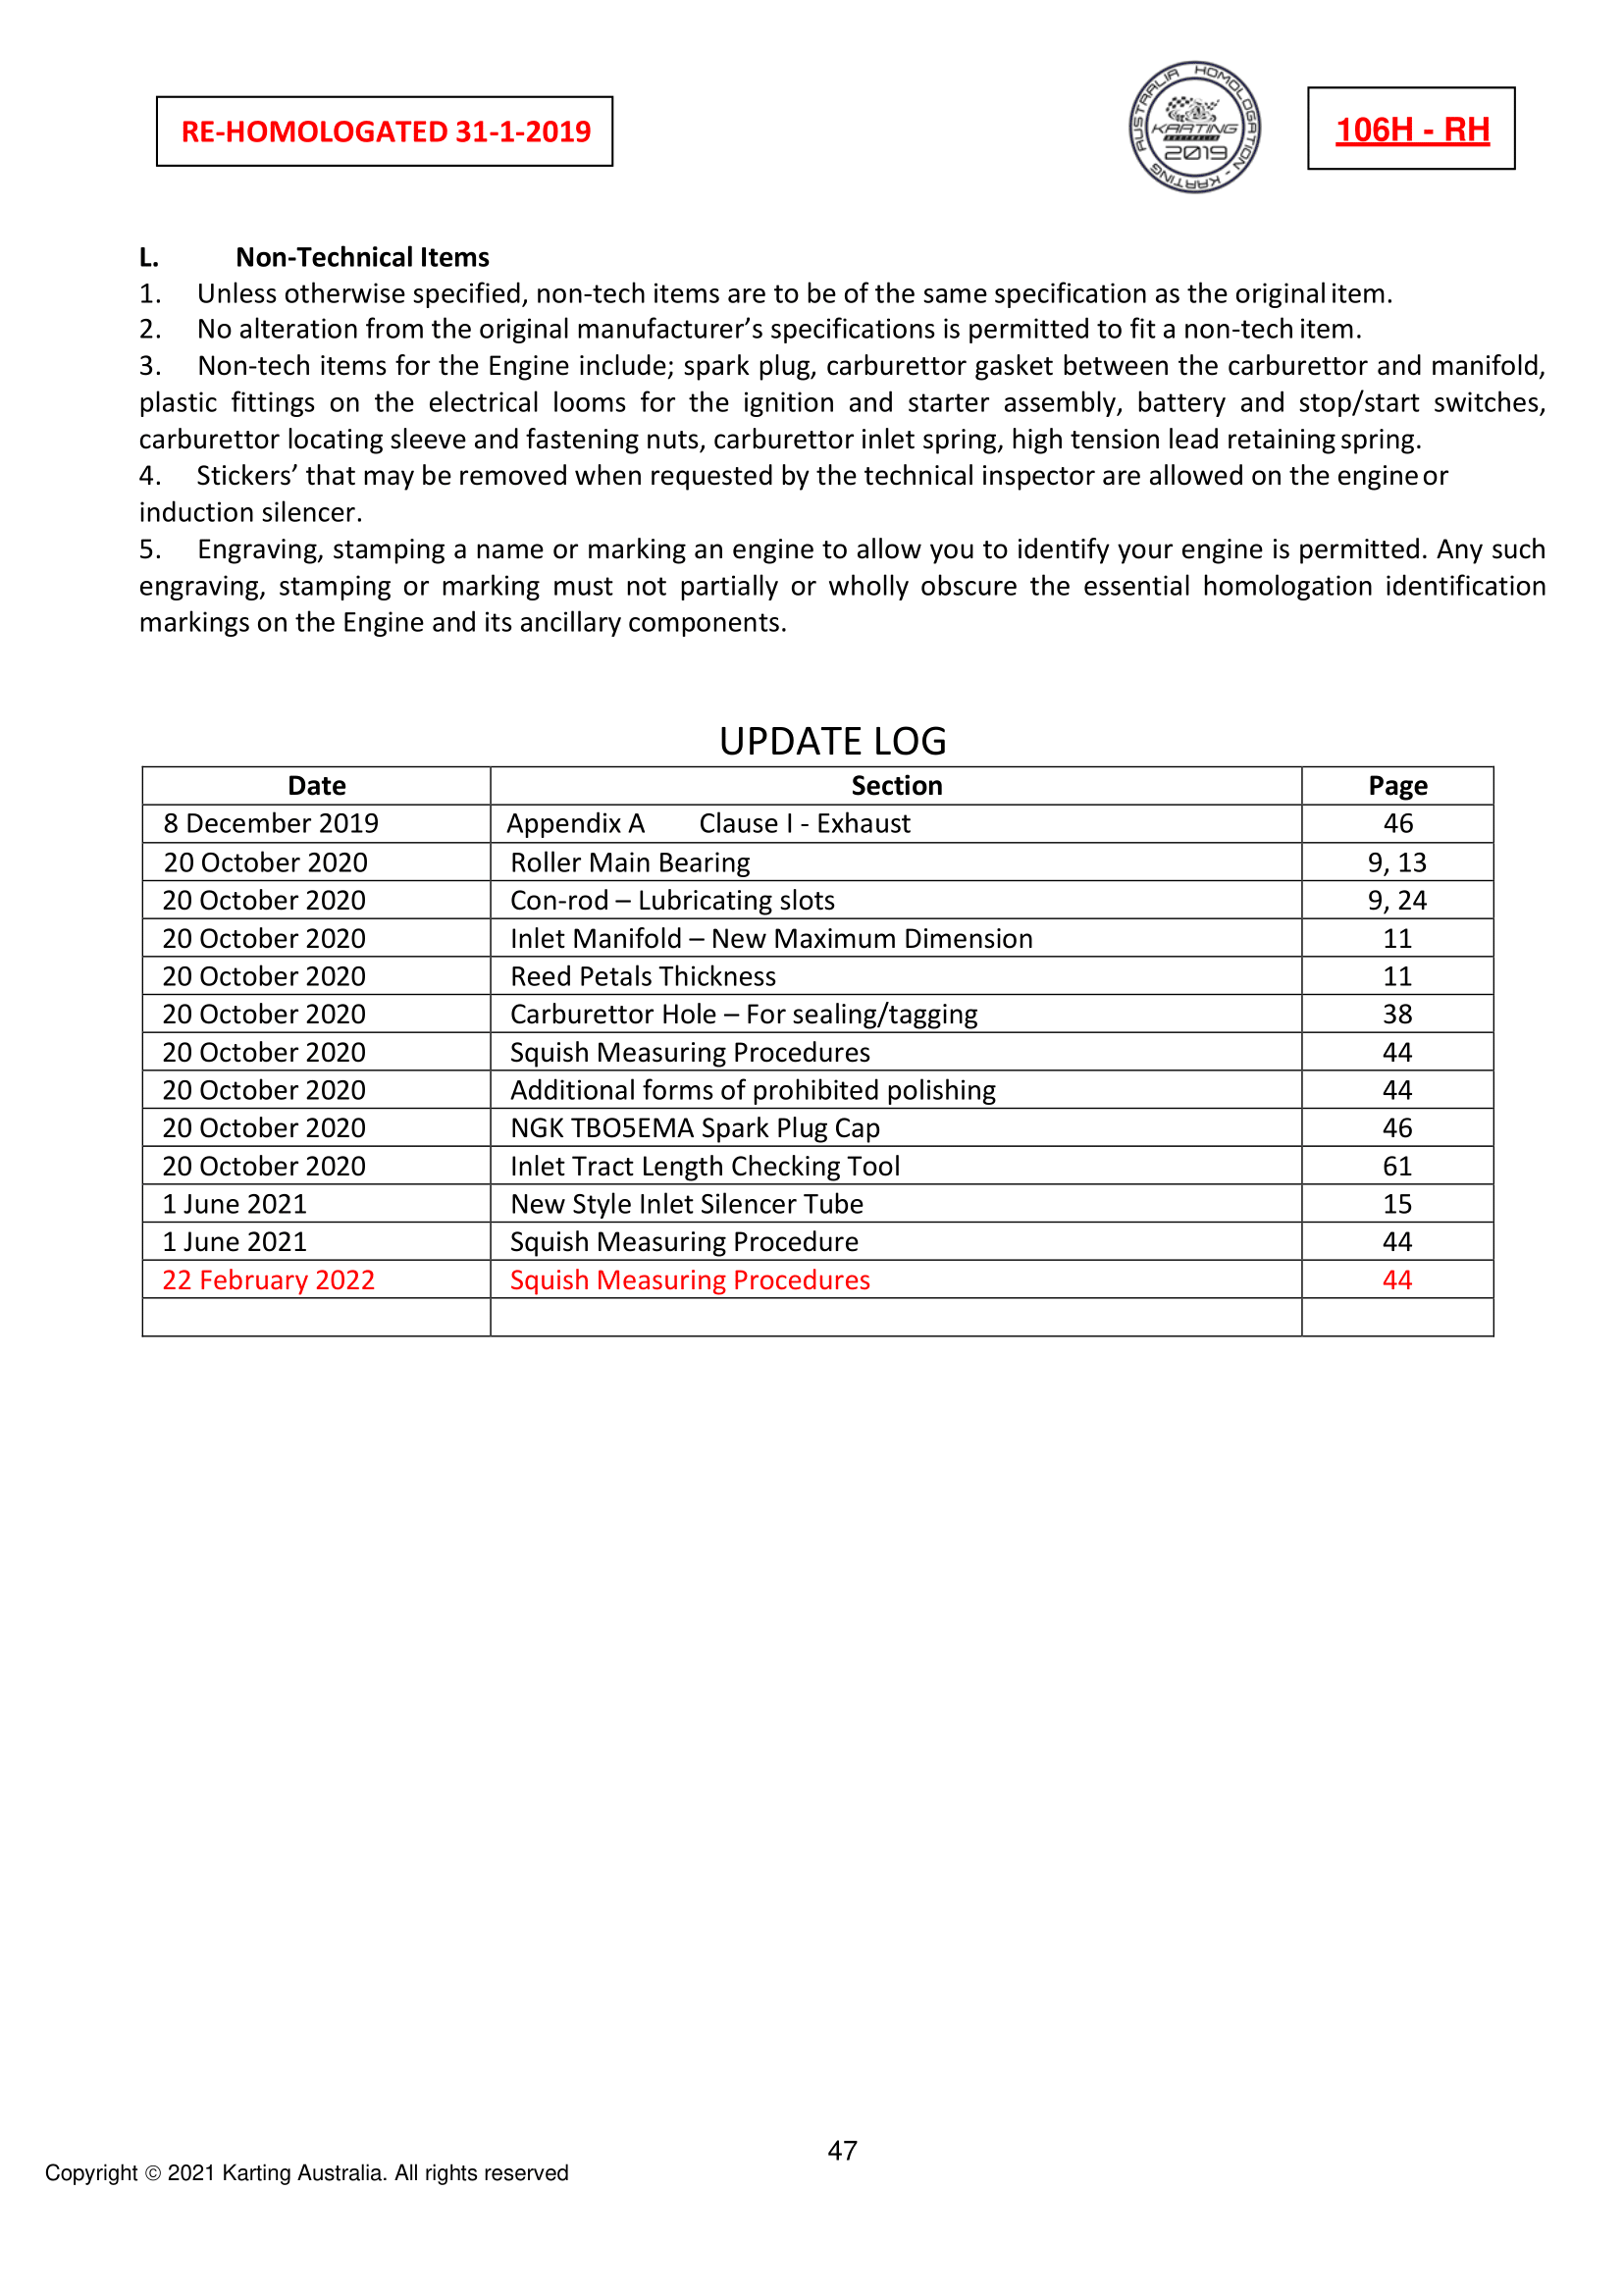 RE-HOMOLOGATED 31-1-2019
AUSTRALIA HOMOLOGATION - KARTING
KARTING
AUSTRALIA
2019
106H - RH
L. Non-Technical Items
1. Unless otherwise specified, non-tech items are to be of the same specification as the original item.
2. No alteration from the original manufacturer’s specifications is permitted to fit a non-tech item.
3. Non-tech items for the Engine include; spark plug, carburettor gasket between the carburettor and manifold,
plastic fittings on the electrical looms for the ignition and starter assembly, battery and stop/start switches,
carburettor locating sleeve and fastening nuts, carburettor inlet spring, high tension lead retaining spring.
4. Stickers’ that may be removed when requested by the technical inspector are allowed on the engine or
induction silencer.
5. Engraving, stamping a name or marking an engine to allow you to identify your engine is permitted. Any such
engraving, stamping or marking must not partially or wholly obscure the essential homologation identification
markings on the Engine and its ancillary components.
UPDATE LOG
Date Section Page
8 December 2019 Appendix A Clause I - Exhaust 46
20 October 2020 Roller Main Bearing 9, 13
20 October 2020 Con-rod – Lubricating slots 9, 24
20 October 2020 Inlet Manifold – New Maximum Dimension 11
20 October 2020 Reed Petals Thickness 11
20 October 2020 Carburettor Hole – For sealing/tagging 38
20 October 2020 Squish Measuring Procedures 44
20 October 2020 Additional forms of prohibited polishing 44
20 October 2020 NGK TBO5EMA Spark Plug Cap 46
20 October 2020 Inlet Tract Length Checking Tool 61
1 June 2021 New Style Inlet Silencer Tube 15
1 June 2021 Squish Measuring Procedure 44
22 February 2022 Squish Measuring Procedures 44
47
Copyright © 2021 Karting Australia. All rights reserved